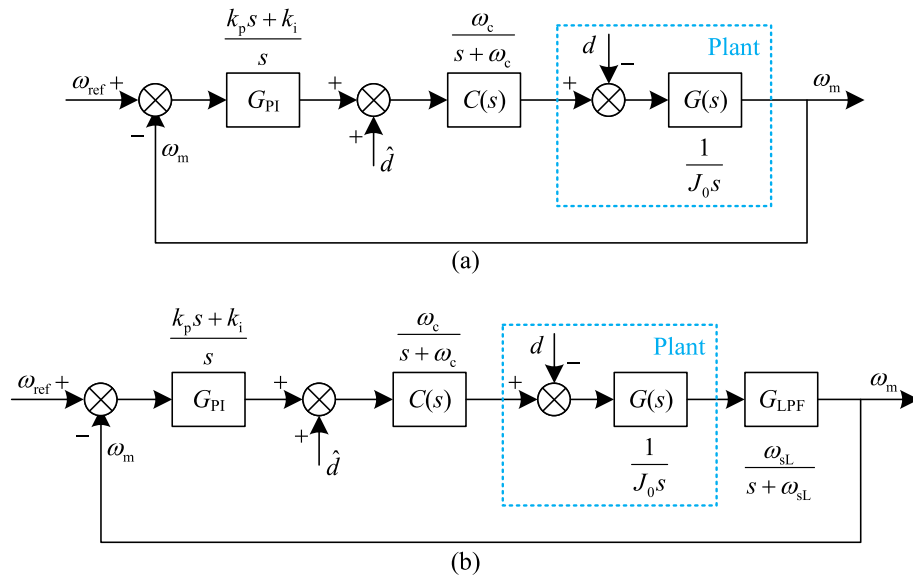 k_p s + k_i
s
ω_c
s + ω_c
d
Plant
ω_ref +
G_PI
+
C(s)
+
−
G(s)
ω_m
−
ω_m
+
d̂
1
J_0 s
(a)
k_p s + k_i
s
ω_c
s + ω_c
d
Plant
ω_ref +
G_PI
+
C(s)
+
−
G(s)
G_LPF
ω_m
−
ω_m
+
d̂
1
J_0 s
ω_sL
s + ω_sL
(b)